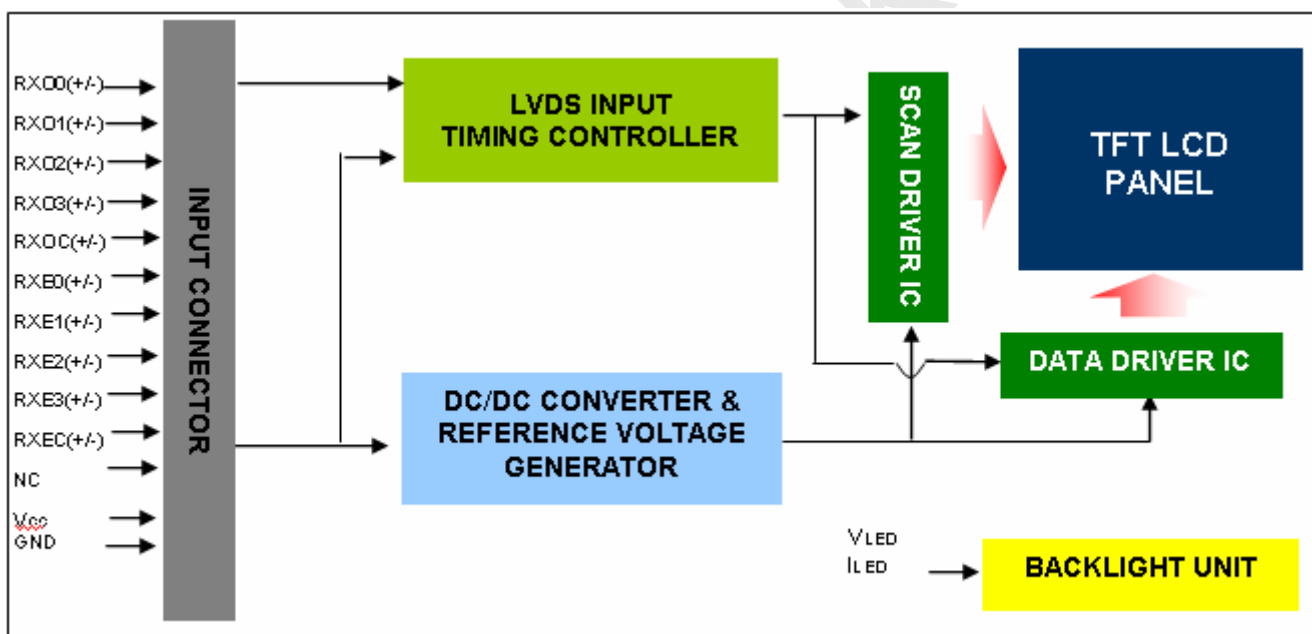 RXO0(+/-)
RXO1(+/-)
RXO2(+/-)
RXO3(+/-)
RXOC(+/-)
RXE0(+/-)
RXE1(+/-)
RXE2(+/-)
RXE3(+/-)
RXEC(+/-)
NC
Vcc
GND
INPUT CONNECTOR
LVDS INPUT
TIMING CONTROLLER
DC/DC CONVERTER &
REFERENCE VOLTAGE
GENERATOR
SCAN DRIVER IC
TFT LCD
PANEL
DATA DRIVER IC
VLED
ILED
BACKLIGHT UNIT